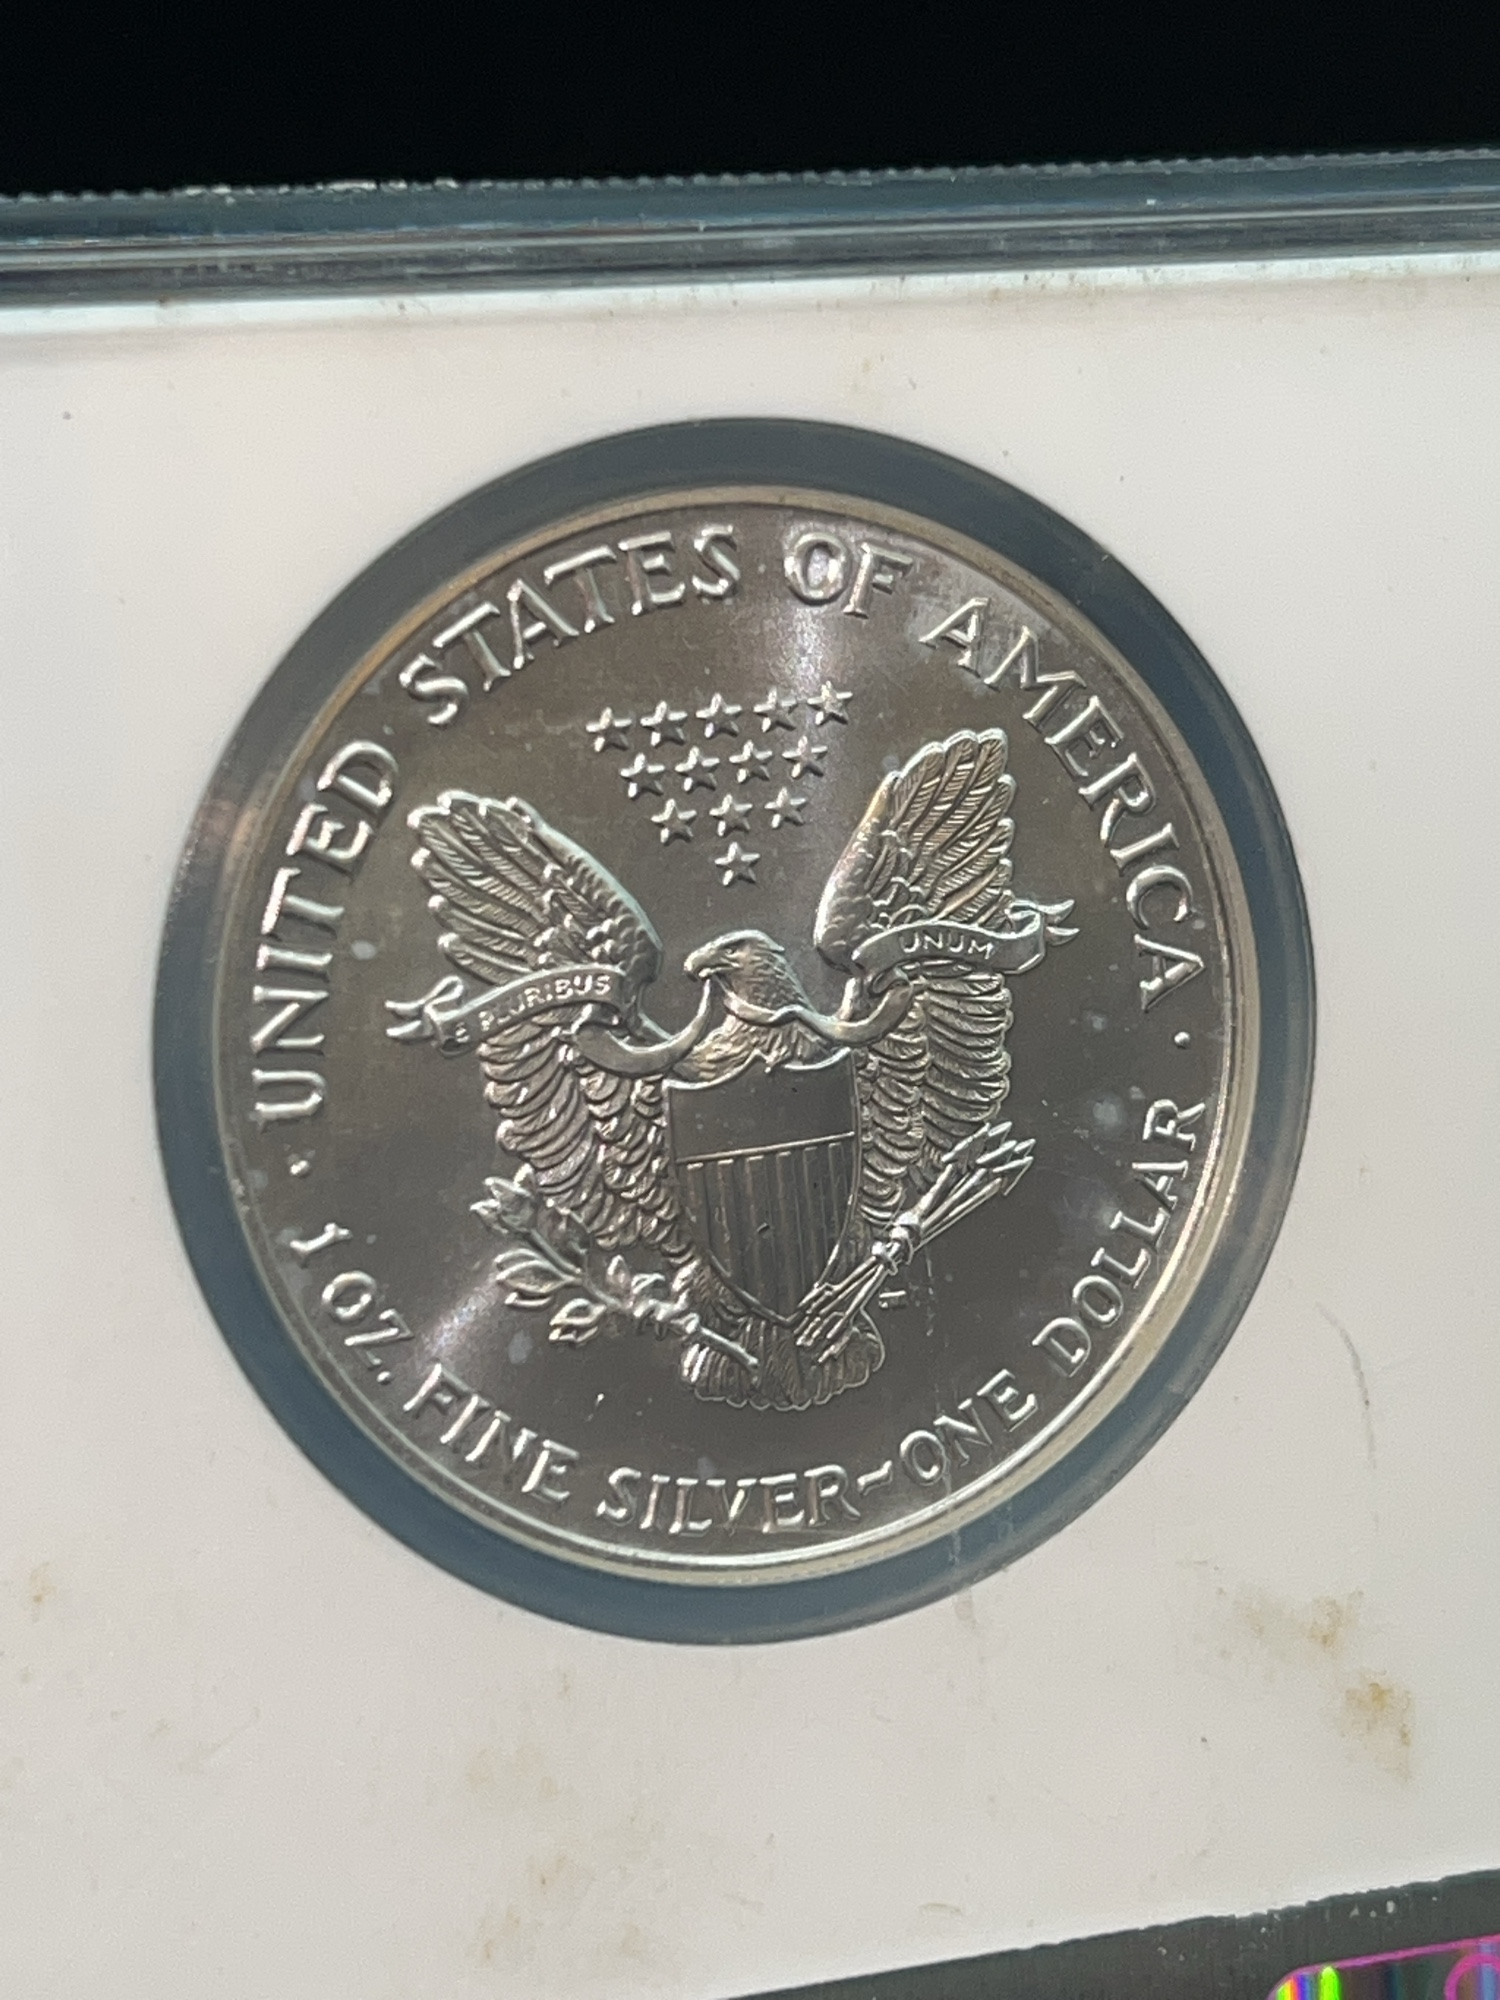 UNITED STATES OF AMERICA
E PLURIBUS
UNUM
1 OZ. FINE SILVER~ONE DOLLAR